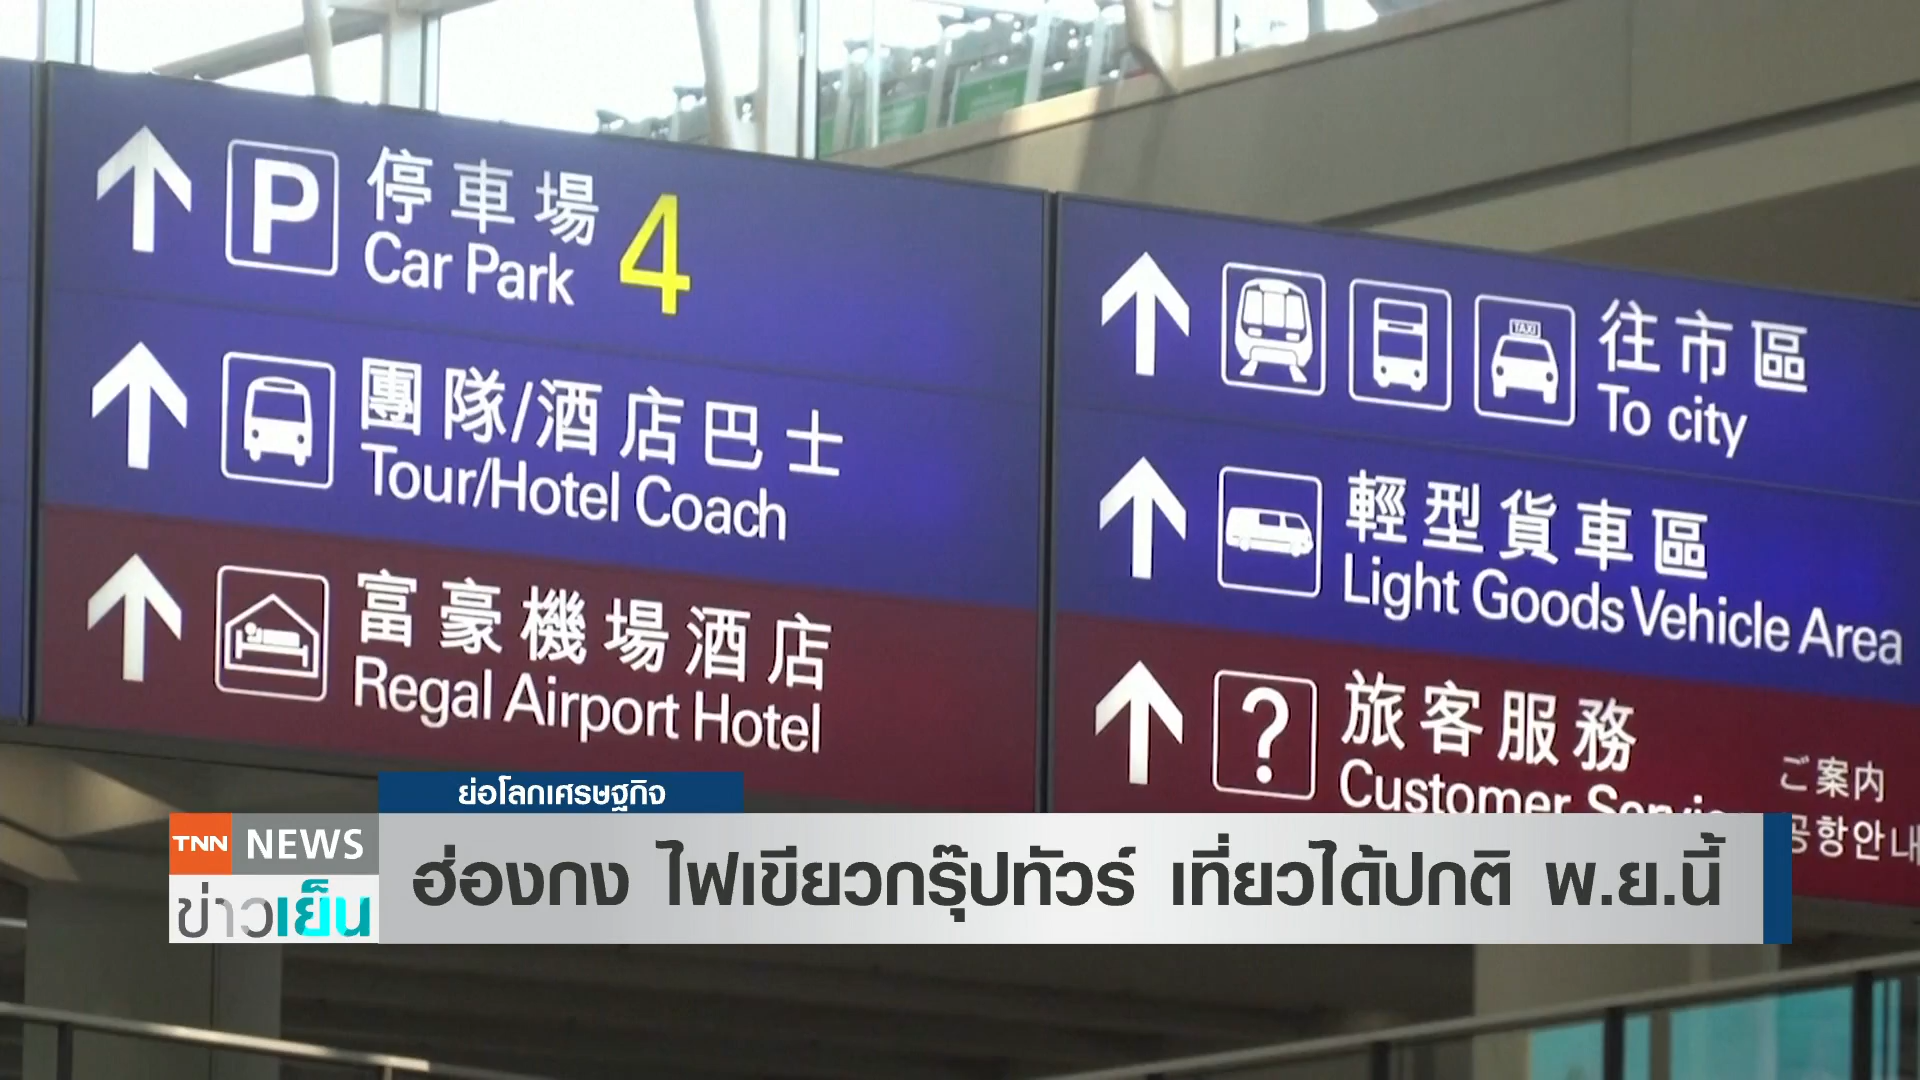 P
停車場
Car Park
4
團隊/酒店巴士
Tour/Hotel Coach
富豪機場酒店
Regal Airport Hotel
TAXI
往市區
To city
輕型貨車區
Light Goods Vehicle Area
?
旅客服務
Customer
ご案内
공항안내
ย่อโลกเศรษฐกิจ
TNN NEWS
ข่าวเย็น
ฮ่องกง ไฟเขียวกรุ๊ปทัวร์ เที่ยวได้ปกติ พ.ย.นี้